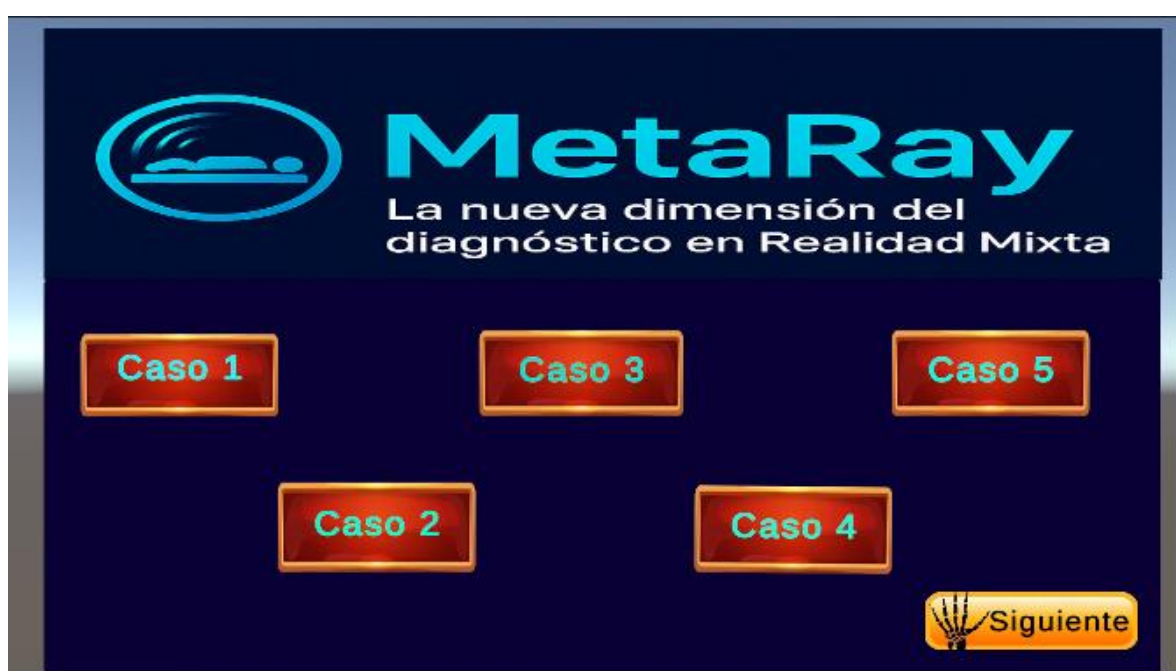 MetaRay
La nueva dimensión del
diagnóstico en Realidad Mixta
Caso 1
Caso 3
Caso 5
Caso 2
Caso 4
Siguiente